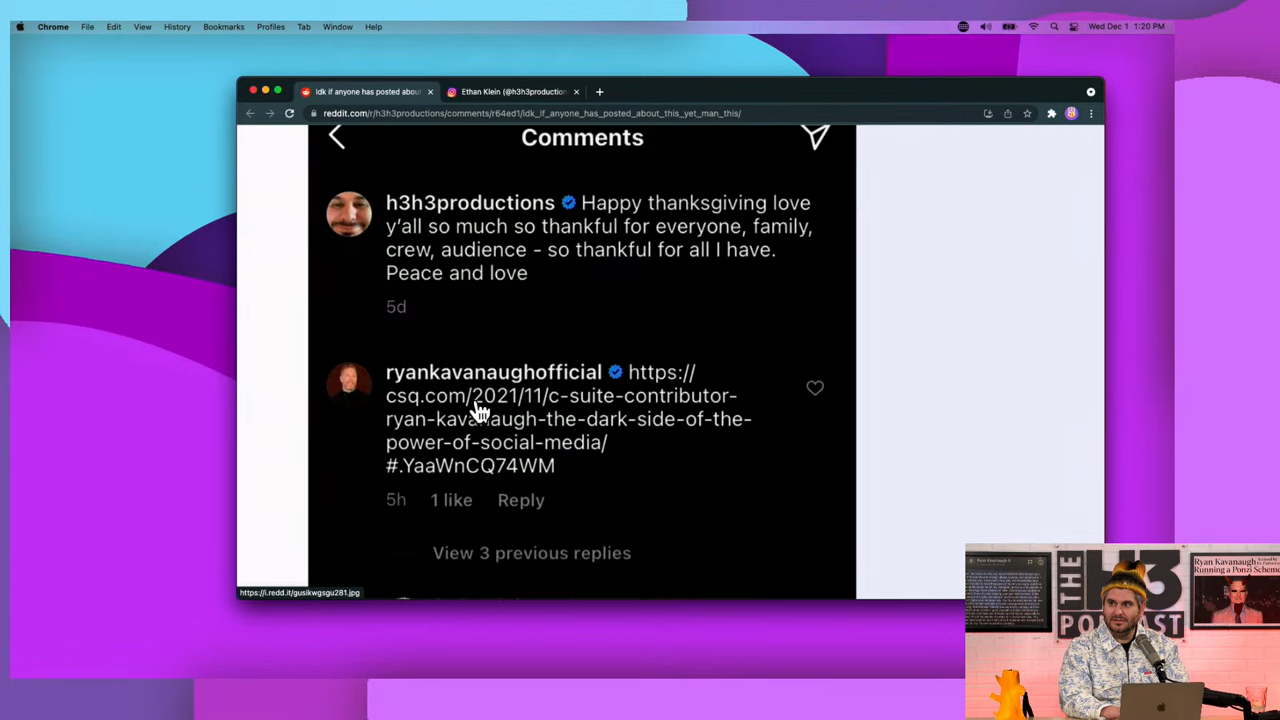 Chrome File Edit View History Bookmarks Profiles Tab Window Help
Wed Dec 1 1:20 PM
Idk if anyone has posted about
Ethan Klein (@h3h3production
reddit.com/r/h3h3productions/comments/r64ed1/idk_if_anyone_has_posted_about_this_yet_man_this/
Comments
h3h3productions Happy thanksgiving love
y'all so much so thankful for everyone, family,
crew, audience - so thankful for all I have.
Peace and love
5d
ryankavanaughofficial https://
csq.com/2021/11/c-suite-contributor-
ryan-kavanaugh-the-dark-side-of-the-
power-of-social-media/
#.YaaWnCQ74WM
5h 1 like Reply
View 3 previous replies
https://i.redd.it/gusikwgsgu281.jpg
THE
H3
PODCAST
Ryan Kavanaugh
Running a Ponzi Scheme